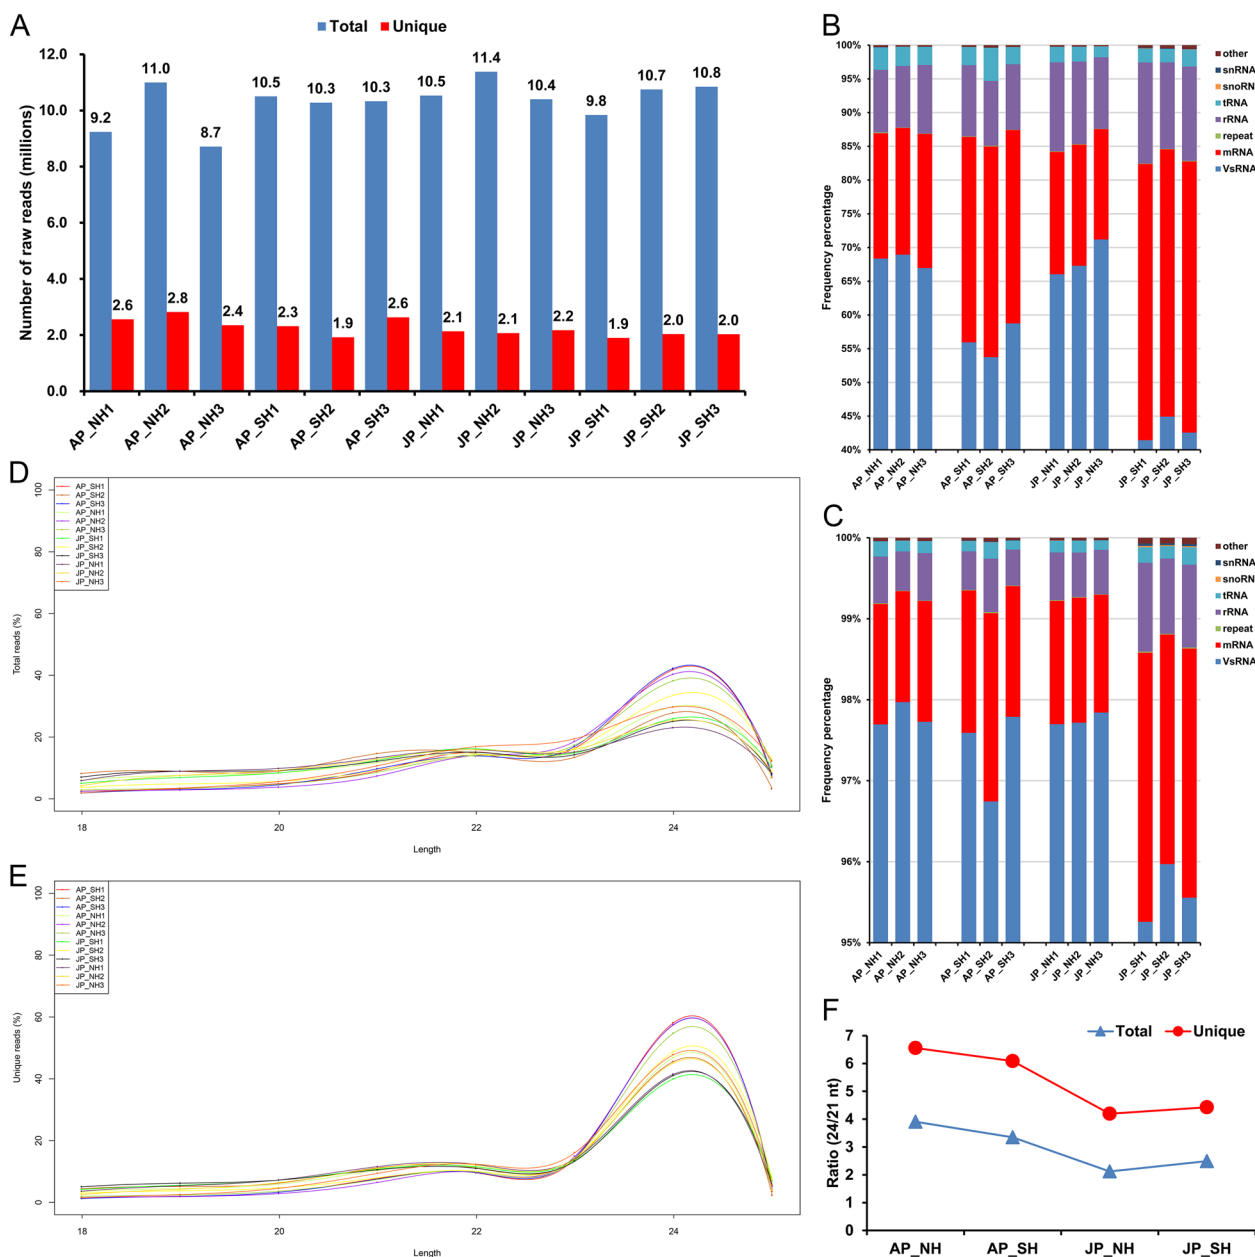 A
Total Unique
Number of raw reads (millions)
12.0
10.0
8.0
6.0
4.0
2.0
0.0
9.2 11.0 8.7 10.5 10.3 10.3 10.5 11.4 10.4 9.8 10.7 10.8
2.6 2.8 2.4 2.3 1.9 2.6 2.1 2.1 2.2 1.9 2.0 2.0
AP_NH1 AP_NH2 AP_NH3 AP_SH1 AP_SH2 AP_SH3 JP_NH1 JP_NH2 JP_NH3 JP_SH1 JP_SH2 JP_SH3
B
Frequency percentage
100%
95%
90%
85%
80%
75%
70%
65%
60%
55%
50%
45%
40%
AP_NH1 AP_NH2 AP_NH3 AP_SH1 AP_SH2 AP_SH3 JP_NH1 JP_NH2 JP_NH3 JP_SH1 JP_SH2 JP_SH3
other
snRNA
snoRN
tRNA
rRNA
repeat
mRNA
VsRNA
C
Frequency percentage
100%
99%
98%
97%
96%
95%
AP_NH1 AP_NH2 AP_NH3 AP_SH1 AP_SH2 AP_SH3 JP_NH1 JP_NH2 JP_NH3 JP_SH1 JP_SH2 JP_SH3
other
snRNA
snoRN
tRNA
rRNA
repeat
mRNA
VsRNA
D
AP_SH1
AP_SH2
AP_SH3
AP_NH1
AP_NH2
AP_NH3
JP_SH1
JP_SH2
JP_SH3
JP_NH1
JP_NH2
JP_NH3
Total reads (%)
100
80
60
40
20
0
18 20 22 24
Length
E
AP_SH1
AP_SH2
AP_SH3
AP_NH1
AP_NH2
AP_NH3
JP_SH1
JP_SH2
JP_SH3
JP_NH1
JP_NH2
JP_NH3
Unique reads (%)
100
80
60
40
20
0
18 20 22 24
Length
F
Total Unique
Ratio (24/21 nt)
7
6
5
4
3
2
1
0
AP_NH AP_SH JP_NH JP_SH